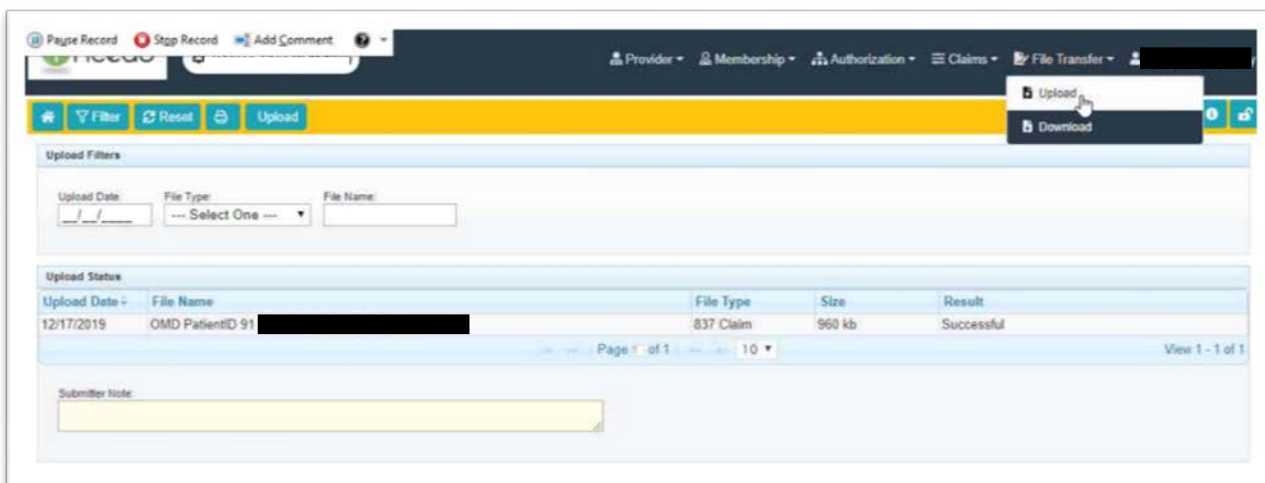 Pause Record Stop Record Add Comment
Provider Membership Authorization Claims File Transfer
Upload
Download
Filter Reset Upload
Upload Filters
Upload Date: File Type: File Name:
__/__/____ --- Select One ---
Upload Status
Upload Date File Name File Type Size Result
12/17/2019 OMD PatientID 91 837 Claim 960 kb Successful
Page of 1 10 View 1 - 1 of 1
Submitter Note: